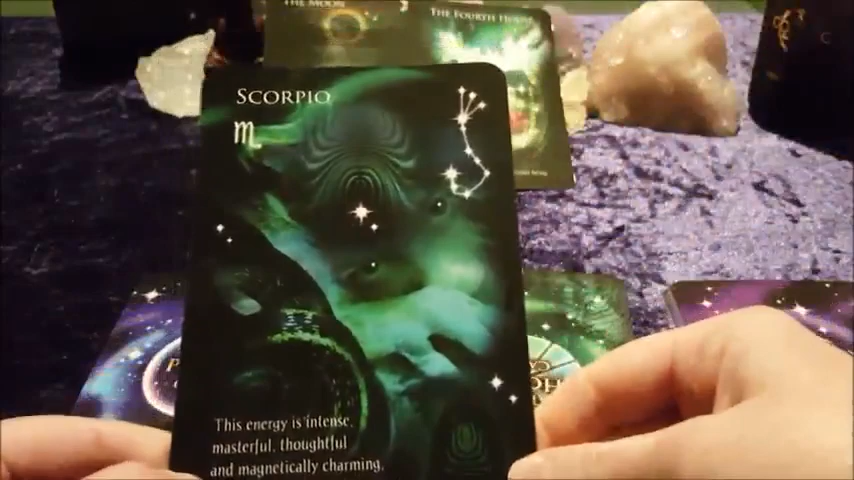 THE MOON
THE FOURTH HOUSE
SCORPIO
♏
This energy is intense,
masterful, thoughtful
and magnetically charming.